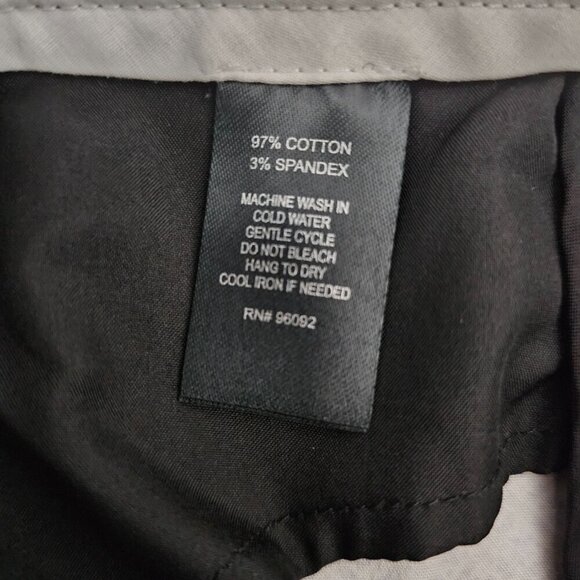 97% COTTON
3% SPANDEX
MACHINE WASH IN
COLD WATER
GENTLE CYCLE
DO NOT BLEACH
HANG TO DRY
COOL IRON IF NEEDED
RN# 96092